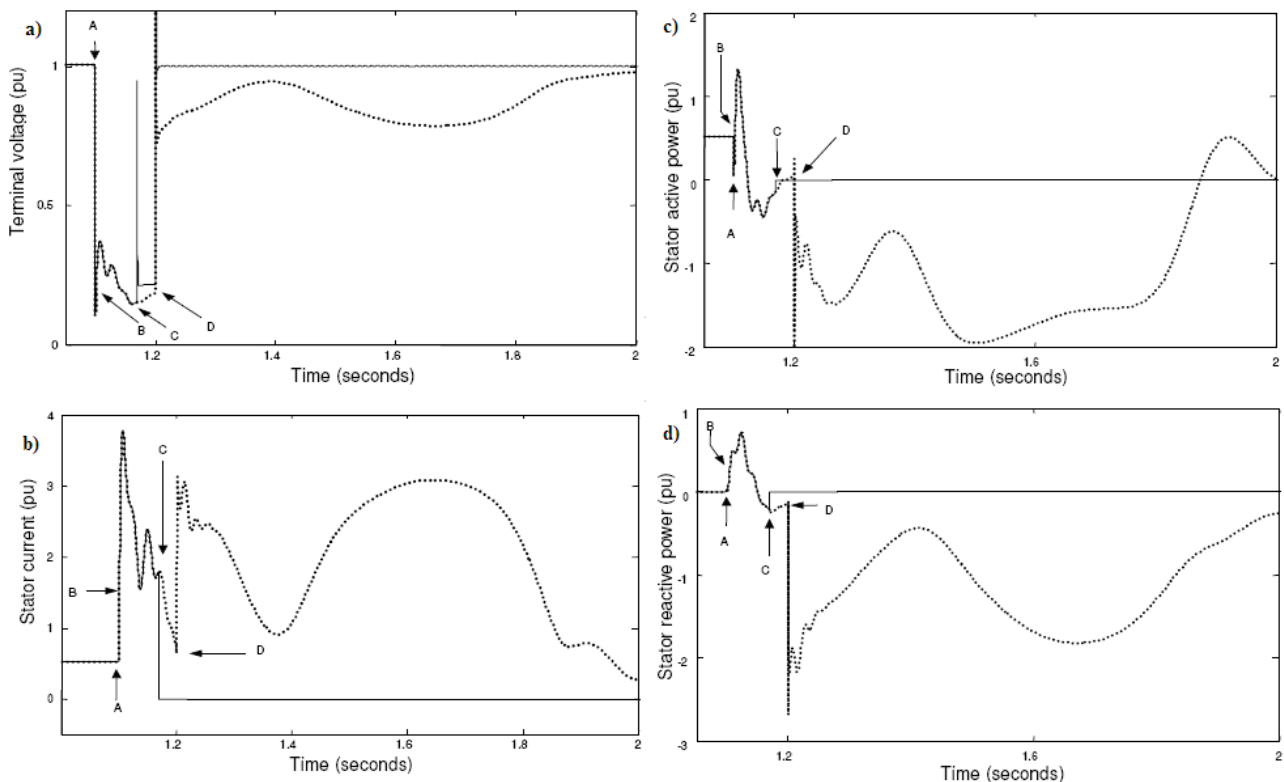 a)
Terminal voltage (pu)
1
0.5
0
A
B
C
D
1.2
1.4
1.6
1.8
2
Time (seconds)
c)
Stator active power (pu)
2
1
0
-1
-2
B
A
C
D
1.2
1.6
2
Time (seconds)
b)
Stator current (pu)
4
3
2
1
0
B
A
C
D
1.2
1.4
1.6
1.8
2
Time (seconds)
d)
Stator reactive power (pu)
1
0
-1
-2
-3
B
A
C
D
1.2
1.6
2
Time (seconds)